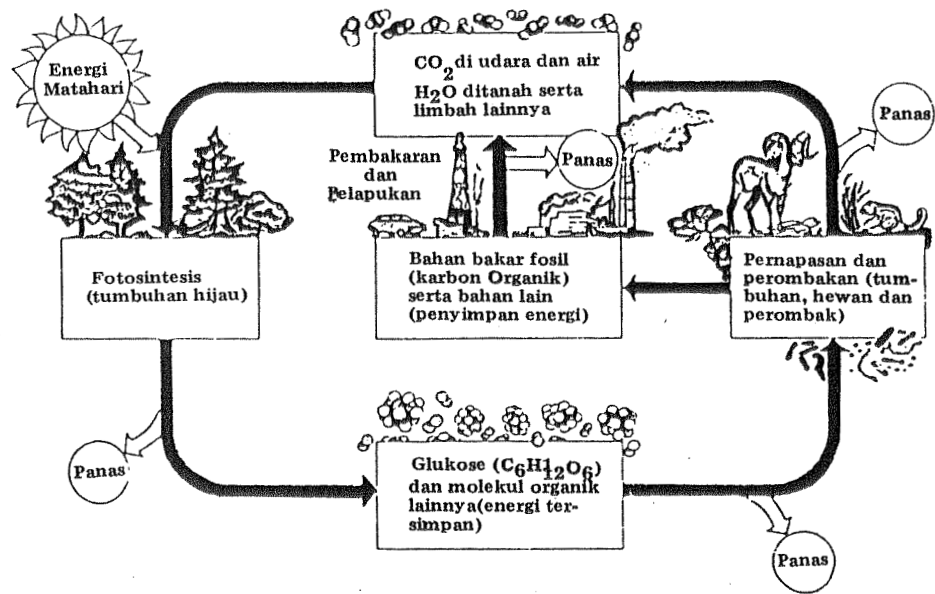 Energi
Matahari
CO2 di udara dan air
H2O ditanah serta
limbah lainnya
Panas
Pembakaran
dan
Pelapukan
Panas
Fotosintesis
(tumbuhan hijau)
Bahan bakar fosil
(karbon Organik)
serta bahan lain
(penyimpan energi)
Pernapasan dan
perombakan (tum-
buhan, hewan dan
perombak)
Panas
Glukose (C6H12O6)
dan molekul organik
lainnya(energi ter-
simpan)
Panas